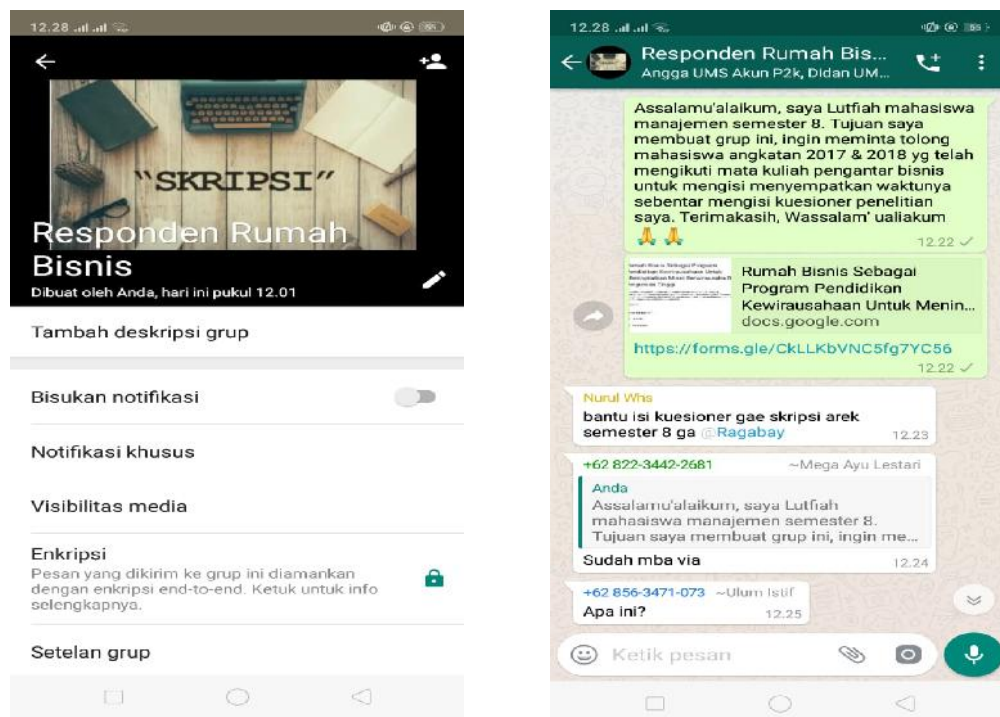 12.28
"SKRIPSI"
Responden Rumah
Bisnis
Dibuat oleh Anda, hari ini pukul 12.01
Tambah deskripsi grup
Bisukan notifikasi
Notifikasi khusus
Visibilitas media
Enkripsi
Pesan yang dikirim ke grup ini diamankan
dengan enkripsi end-to-end. Ketuk untuk info
selengkapnya.
Setelan grup
12.28
Responden Rumah Bis...
Angga UMS Akun P2k, Didan UM...
Assalamu'alaikum, saya Lutfiah mahasiswa
manajemen semester 8. Tujuan saya
membuat grup ini, ingin meminta tolong
mahasiswa angkatan 2017 & 2018 yg telah
mengikuti mata kuliah pengantar bisnis
untuk mengisi menyempatkan waktunya
sebentar mengisi kuesioner penelitian
saya. Terimakasih, Wassalam' ualiakum
🙏 🙏
12.22
Rumah Bisnis Sebagai
Program Pendidikan
Kewirausahaan Untuk Menin...
docs.google.com
https://forms.gle/CkLLKbVNC5fg7YC56
12.22
Nurul Whs
bantu isi kuesioner gae skripsi arek
semester 8 ga @Ragabay
12.23
+62 822-3442-2681 ~Mega Ayu Lestari
Anda
Assalamu'alaikum, saya Lutfiah
mahasiswa manajemen semester 8.
Tujuan saya membuat grup ini, ingin me...
Sudah mba via 12.24
+62 856-3471-073 ~Ulum Istif
Apa ini? 12.25
Ketik pesan